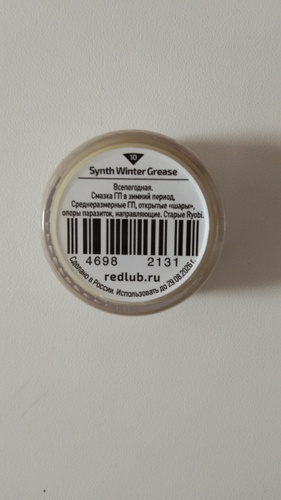 10
Synth Winter Grease
Всепогодная.
Смазка ГП в зимний период,
Среднеразмерные ГП, открытые «шары»,
опоры паразиток, направляющие. Старые Ryobi.
4698 2131
redlub.ru
Сделано в России. Использовать до 29.08.2026 г.